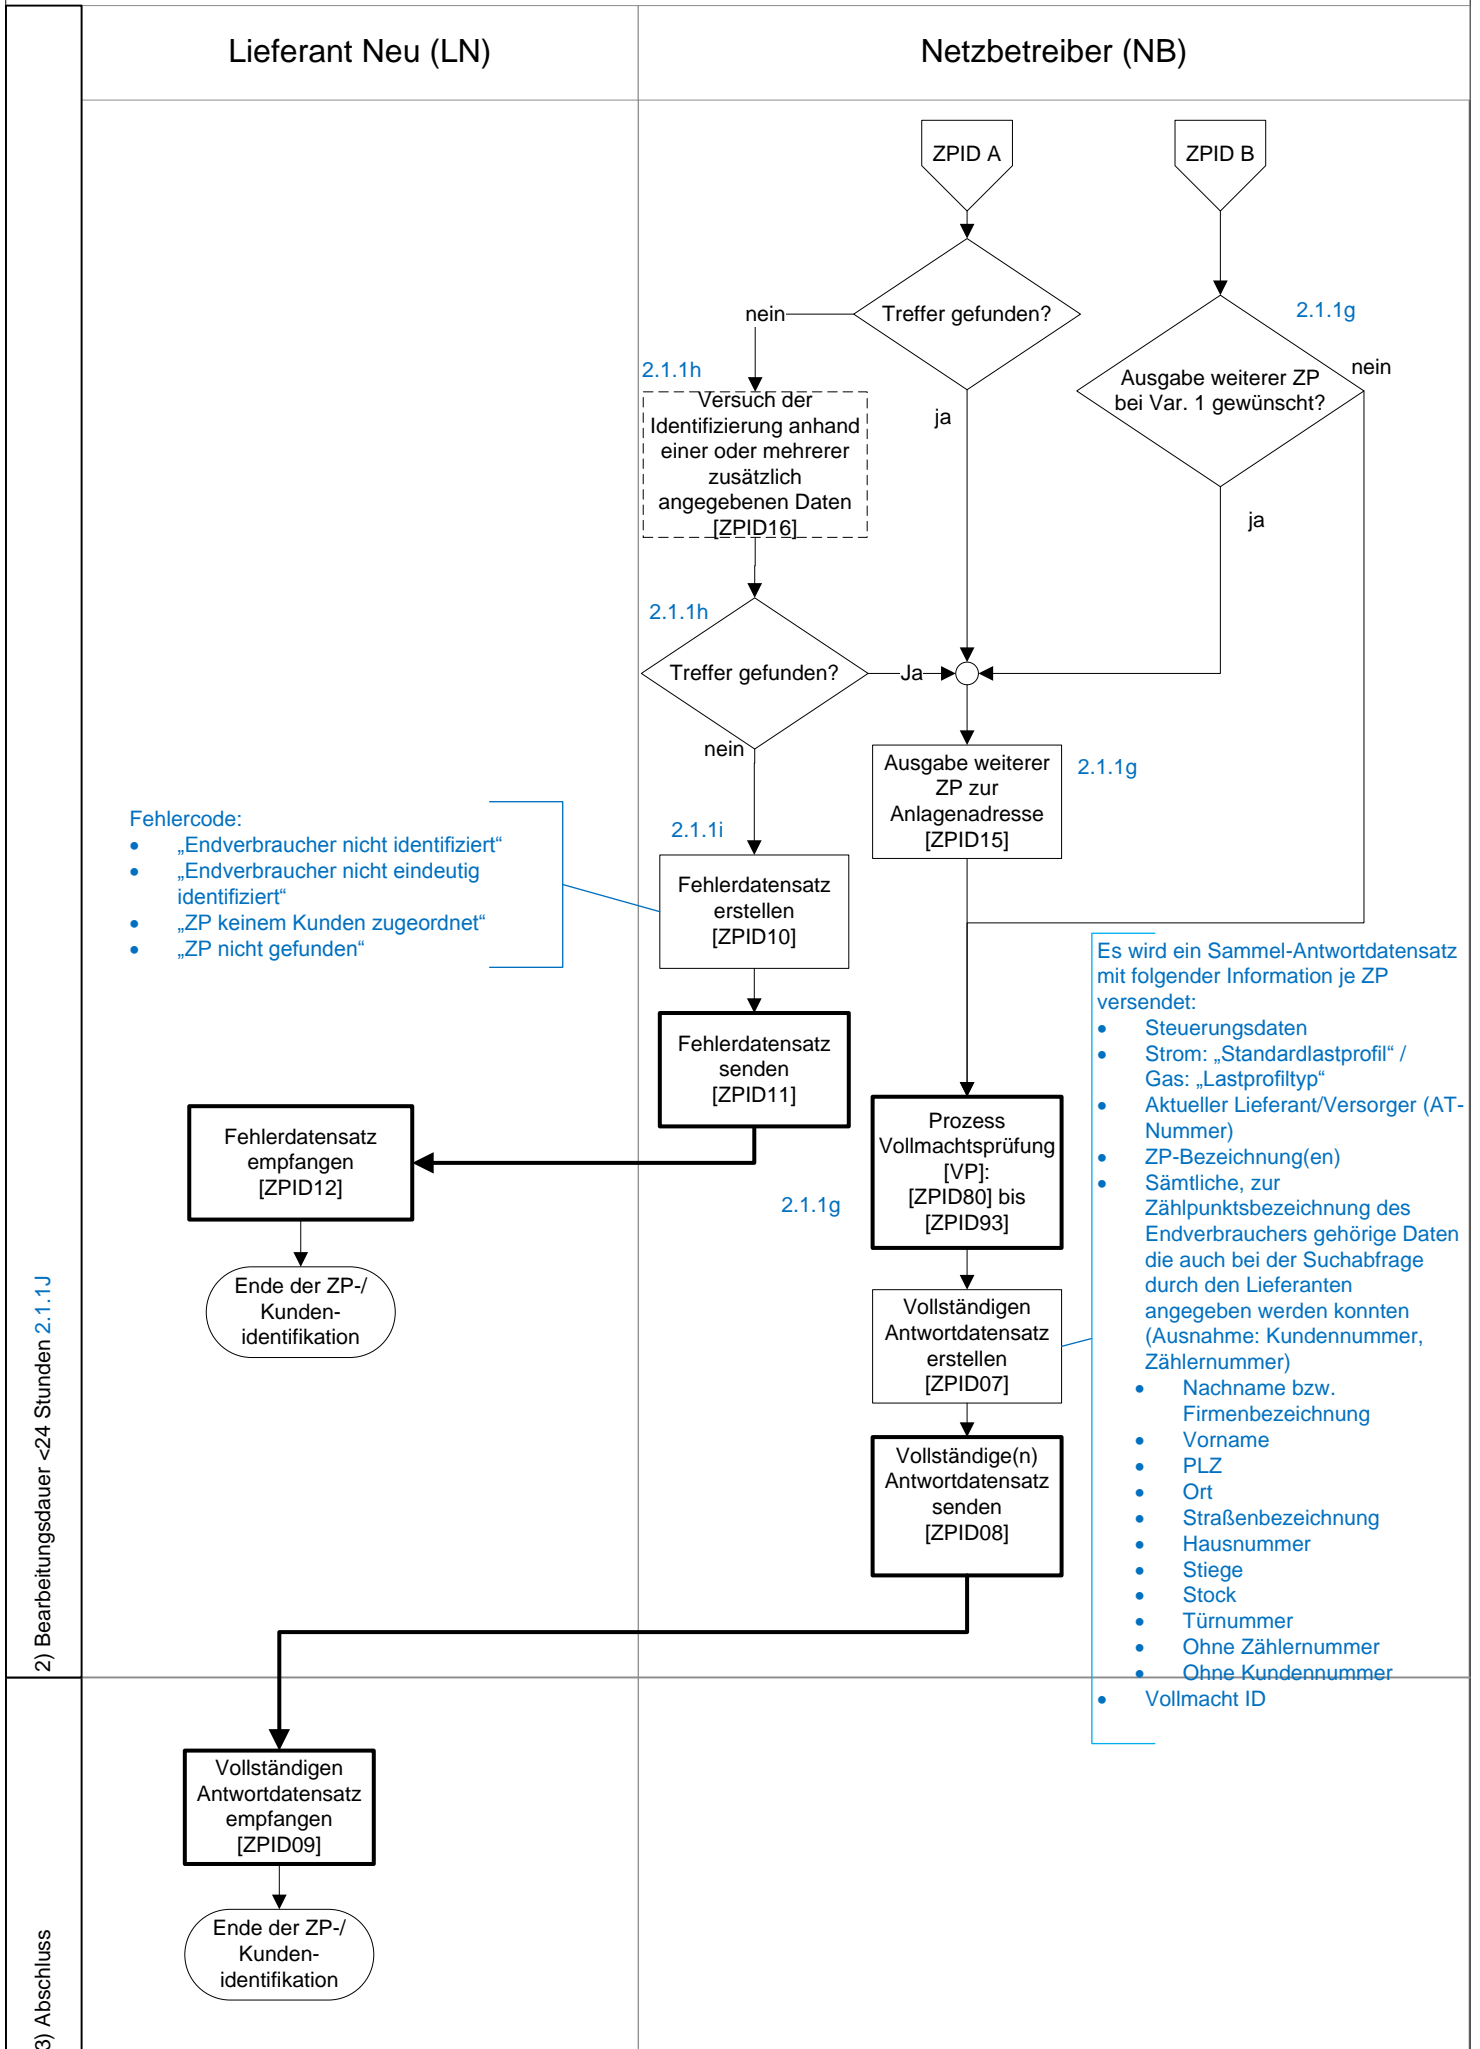 Lieferant Neu (LN)
Netzbetreiber (NB)
ZPID A
ZPID B
Treffer gefunden?
nein
ja
2.1.1g
Ausgabe weiterer ZP
bei Var. 1 gewünscht?
nein
ja
2.1.1h
Versuch der
Identifizierung anhand
einer oder mehrerer
zusätzlich
angegebenen Daten
[ZPID16]
2.1.1h
Treffer gefunden?
Ja
nein
Ausgabe weiterer
ZP zur
Anlagenadresse
[ZPID15]
2.1.1g
Fehlercode:
• „Endverbraucher nicht identifiziert“
• „Endverbraucher nicht eindeutig
identifiziert“
• „ZP keinem Kunden zugeordnet“
• „ZP nicht gefunden“
2.1.1i
Fehlerdatensatz
erstellen
[ZPID10]
Fehlerdatensatz
senden
[ZPID11]
Fehlerdatensatz
empfangen
[ZPID12]
Ende der ZP-/
Kunden-
identifikation
2.1.1g
Prozess
Vollmachtsprüfung
[VP]:
[ZPID80] bis
[ZPID93]
Vollständigen
Antwortdatensatz
erstellen
[ZPID07]
Vollständige(n)
Antwortdatensatz
senden
[ZPID08]
Es wird ein Sammel-Antwortdatensatz
mit folgender Information je ZP
versendet:
• Steuerungsdaten
• Strom: „Standardlastprofil“ /
Gas: „Lastprofiltyp“
• Aktueller Lieferant/Versorger (AT-
Nummer)
• ZP-Bezeichnung(en)
• Sämtliche, zur
Zählpunktsbezeichnung des
Endverbrauchers gehörige Daten
die auch bei der Suchabfrage
durch den Lieferanten
angegeben werden konnten
(Ausnahme: Kundennummer,
Zählernummer)
• Nachname bzw.
Firmenbezeichnung
• Vorname
• PLZ
• Ort
• Straßenbezeichnung
• Hausnummer
• Stiege
• Stock
• Türnummer
• Ohne Zählernummer
• Ohne Kundennummer
• Vollmacht ID
2) Bearbeitungsdauer <24 Stunden 2.1.1J
Vollständigen
Antwortdatensatz
empfangen
[ZPID09]
Ende der ZP-/
Kunden-
identifikation
3) Abschluss